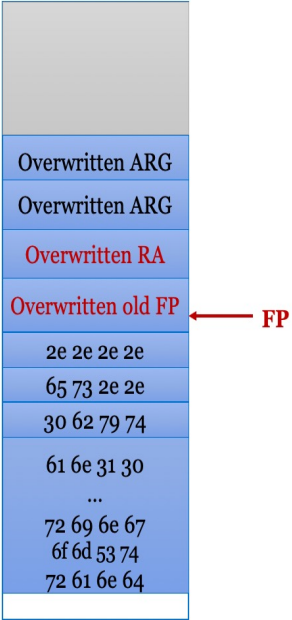 Overwritten ARG
Overwritten ARG
Overwritten RA
Overwritten old FP
FP
2e 2e 2e 2e
65 73 2e 2e
30 62 79 74
61 6e 31 30
...
72 69 6e 67
6f 6d 53 74
72 61 6e 64